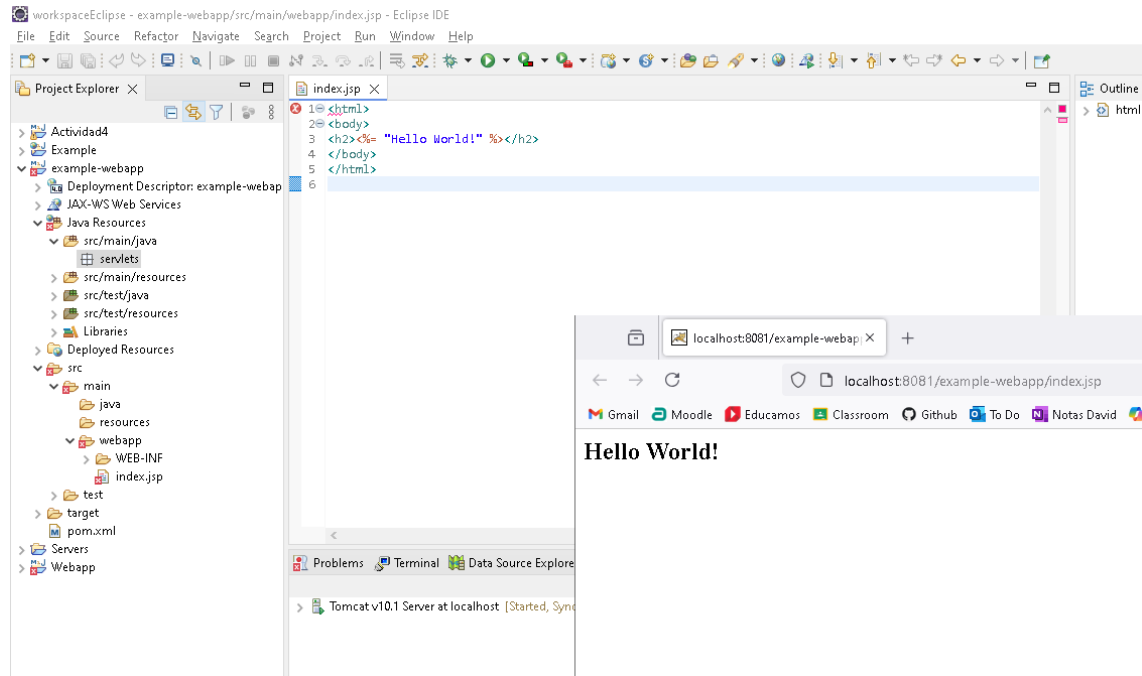 workspaceEclipse - example-webapp/src/main/webapp/index.jsp - Eclipse IDE
File Edit Source Refactor Navigate Search Project Run Window Help
Project Explorer
Actividad4
Example
example-webapp
Deployment Descriptor: example-webap
JAX-WS Web Services
Java Resources
src/main/java
servlets
src/main/resources
src/test/java
src/test/resources
Libraries
Deployed Resources
src
main
java
resources
webapp
WEB-INF
index.jsp
test
target
pom.xml
Servers
Webapp
index.jsp
1 <html>
2 <body>
3 <h2><%= "Hello World!" %></h2>
4 </body>
5 </html>
6
Outline
html
Problems Terminal Data Source Explore
Tomcat v10.1 Server at localhost [Started, Sync
localhost:8081/example-webap
localhost:8081/example-webapp/index.jsp
Gmail Moodle Educamos Classroom Github To Do Notas David
Hello World!